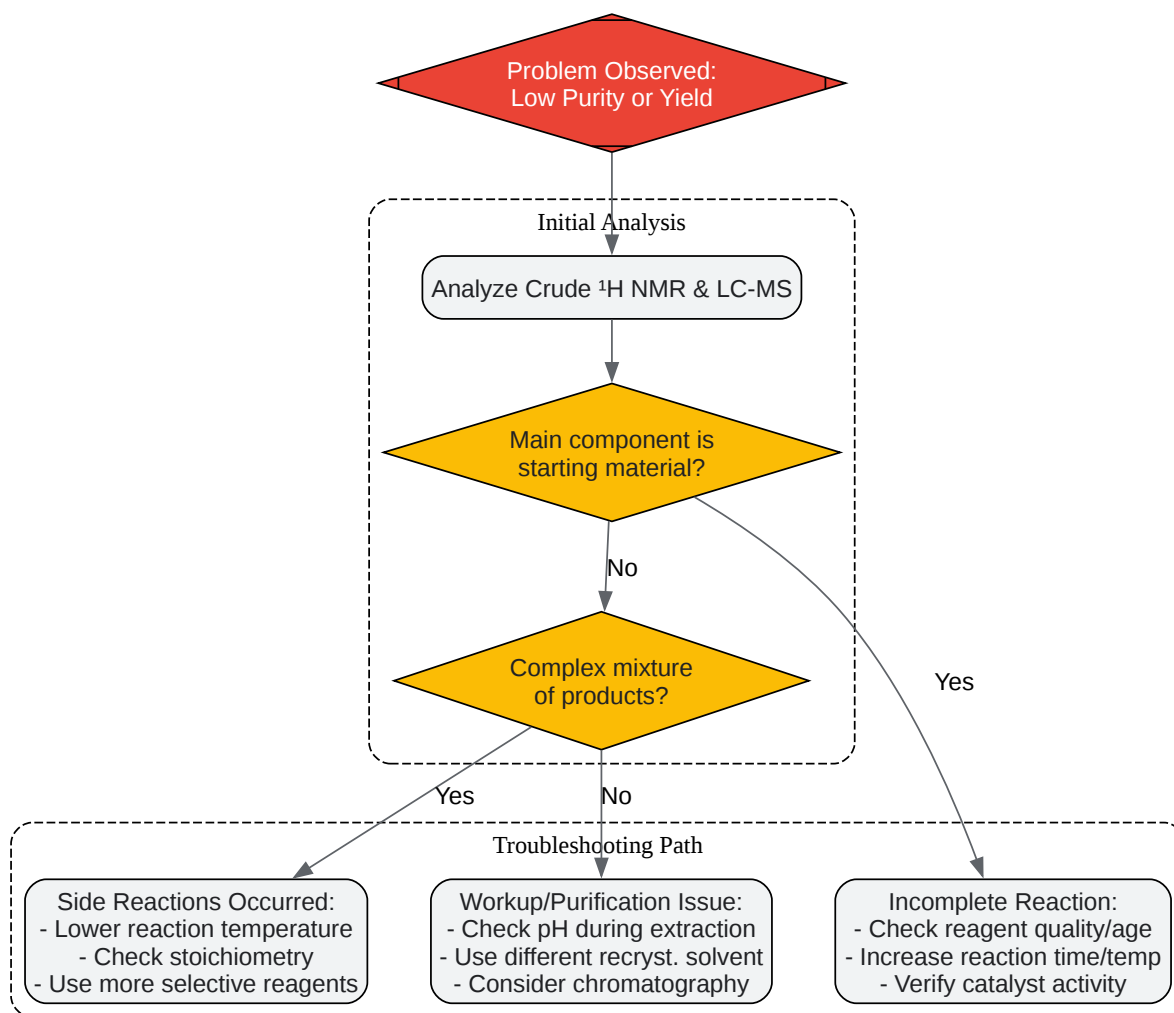 Problem Observed:
Low Purity or Yield
Initial Analysis
Analyze Crude ¹H NMR & LC-MS
Main component is
starting material?
No
Complex mixture
of products?
Yes
Yes
No
Troubleshooting Path
Side Reactions Occurred:
- Lower reaction temperature
- Check stoichiometry
- Use more selective reagents
Workup/Purification Issue:
- Check pH during extraction
- Use different recryst. solvent
- Consider chromatography
Incomplete Reaction:
- Check reagent quality/age
- Increase reaction time/temp
- Verify catalyst activity